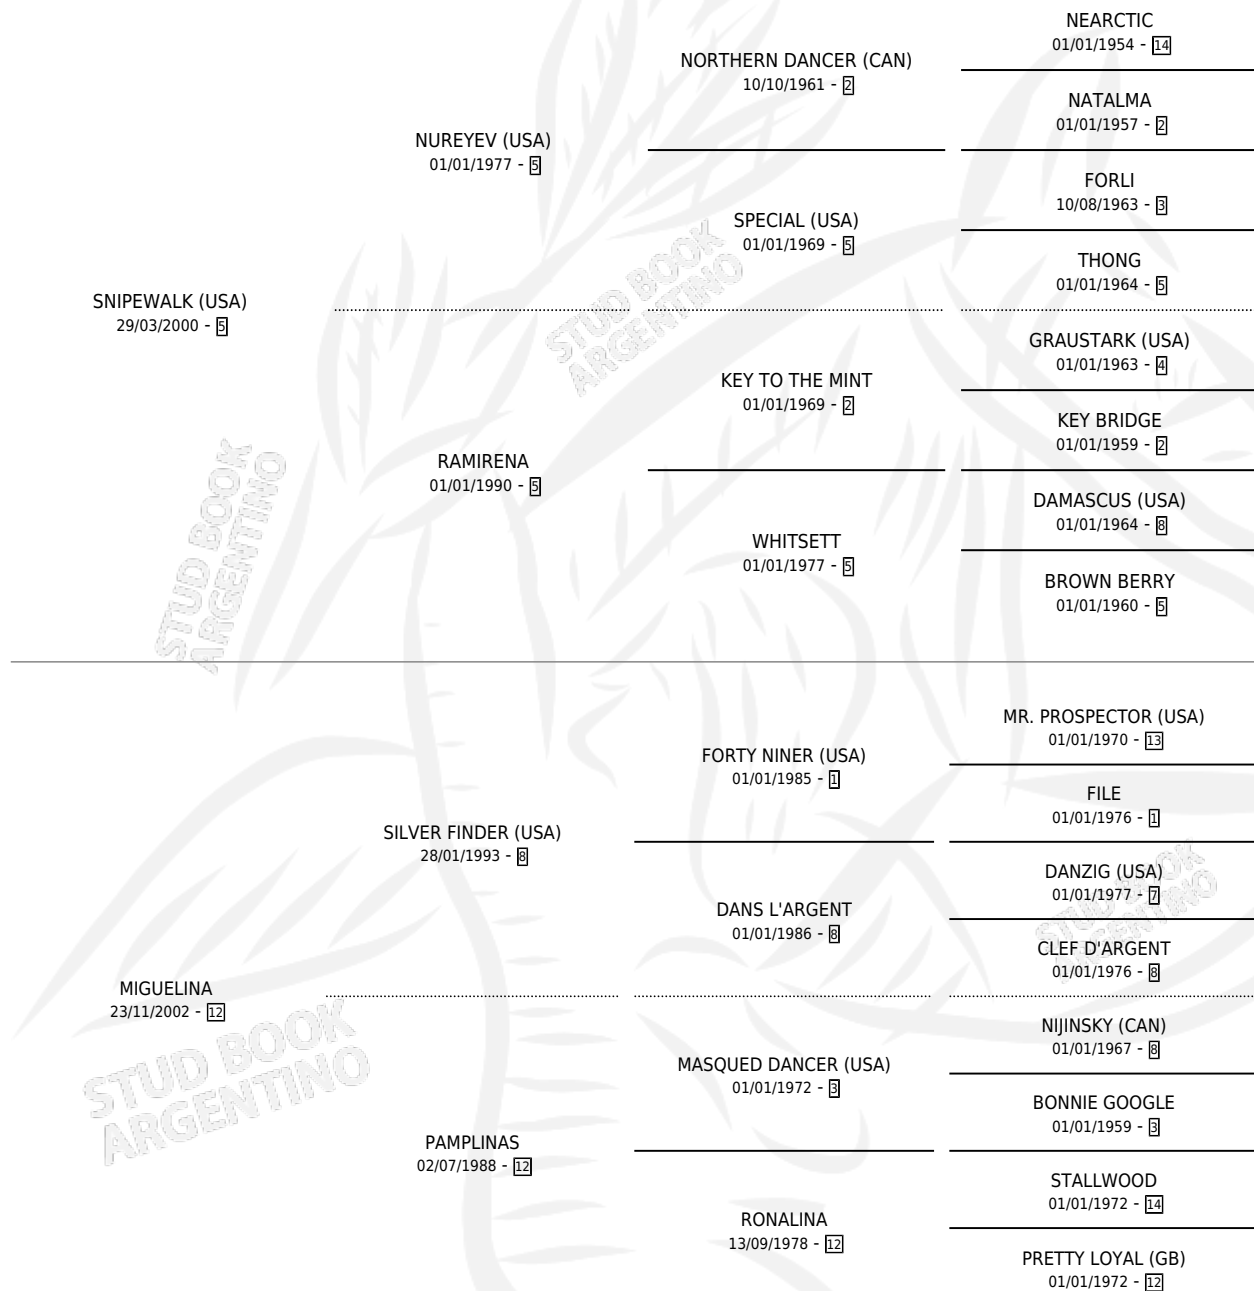 NEARCTIC
01/01/1954 - 14
NORTHERN DANCER (CAN)
10/10/1961 - 2
NATALMA
01/01/1957 - 2
NUREYEV (USA)
01/01/1977 - 5
FORLI
10/08/1963 - 3
SPECIAL (USA)
01/01/1969 - 5
THONG
01/01/1964 - 5
SNIPEWALK (USA)
29/03/2000 - 5
GRAUSTARK (USA)
01/01/1963 - 4
KEY TO THE MINT
01/01/1969 - 2
KEY BRIDGE
01/01/1959 - 2
RAMIRENA
01/01/1990 - 5
DAMASCUS (USA)
01/01/1964 - 8
WHITSETT
01/01/1977 - 5
BROWN BERRY
01/01/1960 - 5
MR. PROSPECTOR (USA)
01/01/1970 - 13
FORTY NINER (USA)
01/01/1985 - 1
FILE
01/01/1976 - 1
SILVER FINDER (USA)
28/01/1993 - 8
DANZIG (USA)
01/01/1977 - 7
DANS L'ARGENT
01/01/1986 - 8
CLEF D'ARGENT
01/01/1976 - 8
MIGUELINA
23/11/2002 - 12
NIJINSKY (CAN)
01/01/1967 - 8
MASQUED DANCER (USA)
01/01/1972 - 3
BONNIE GOOGLE
01/01/1959 - 3
PAMPLINAS
02/07/1988 - 12
STALLWOOD
01/01/1972 - 14
RONALINA
13/09/1978 - 12
PRETTY LOYAL (GB)
01/01/1972 - 12
STUD BOOK
ARGENTINO
STUD BOOK
ARGENTINO
STUD BOOK
ARGENTINO
STUD BOOK
ARGENTINO